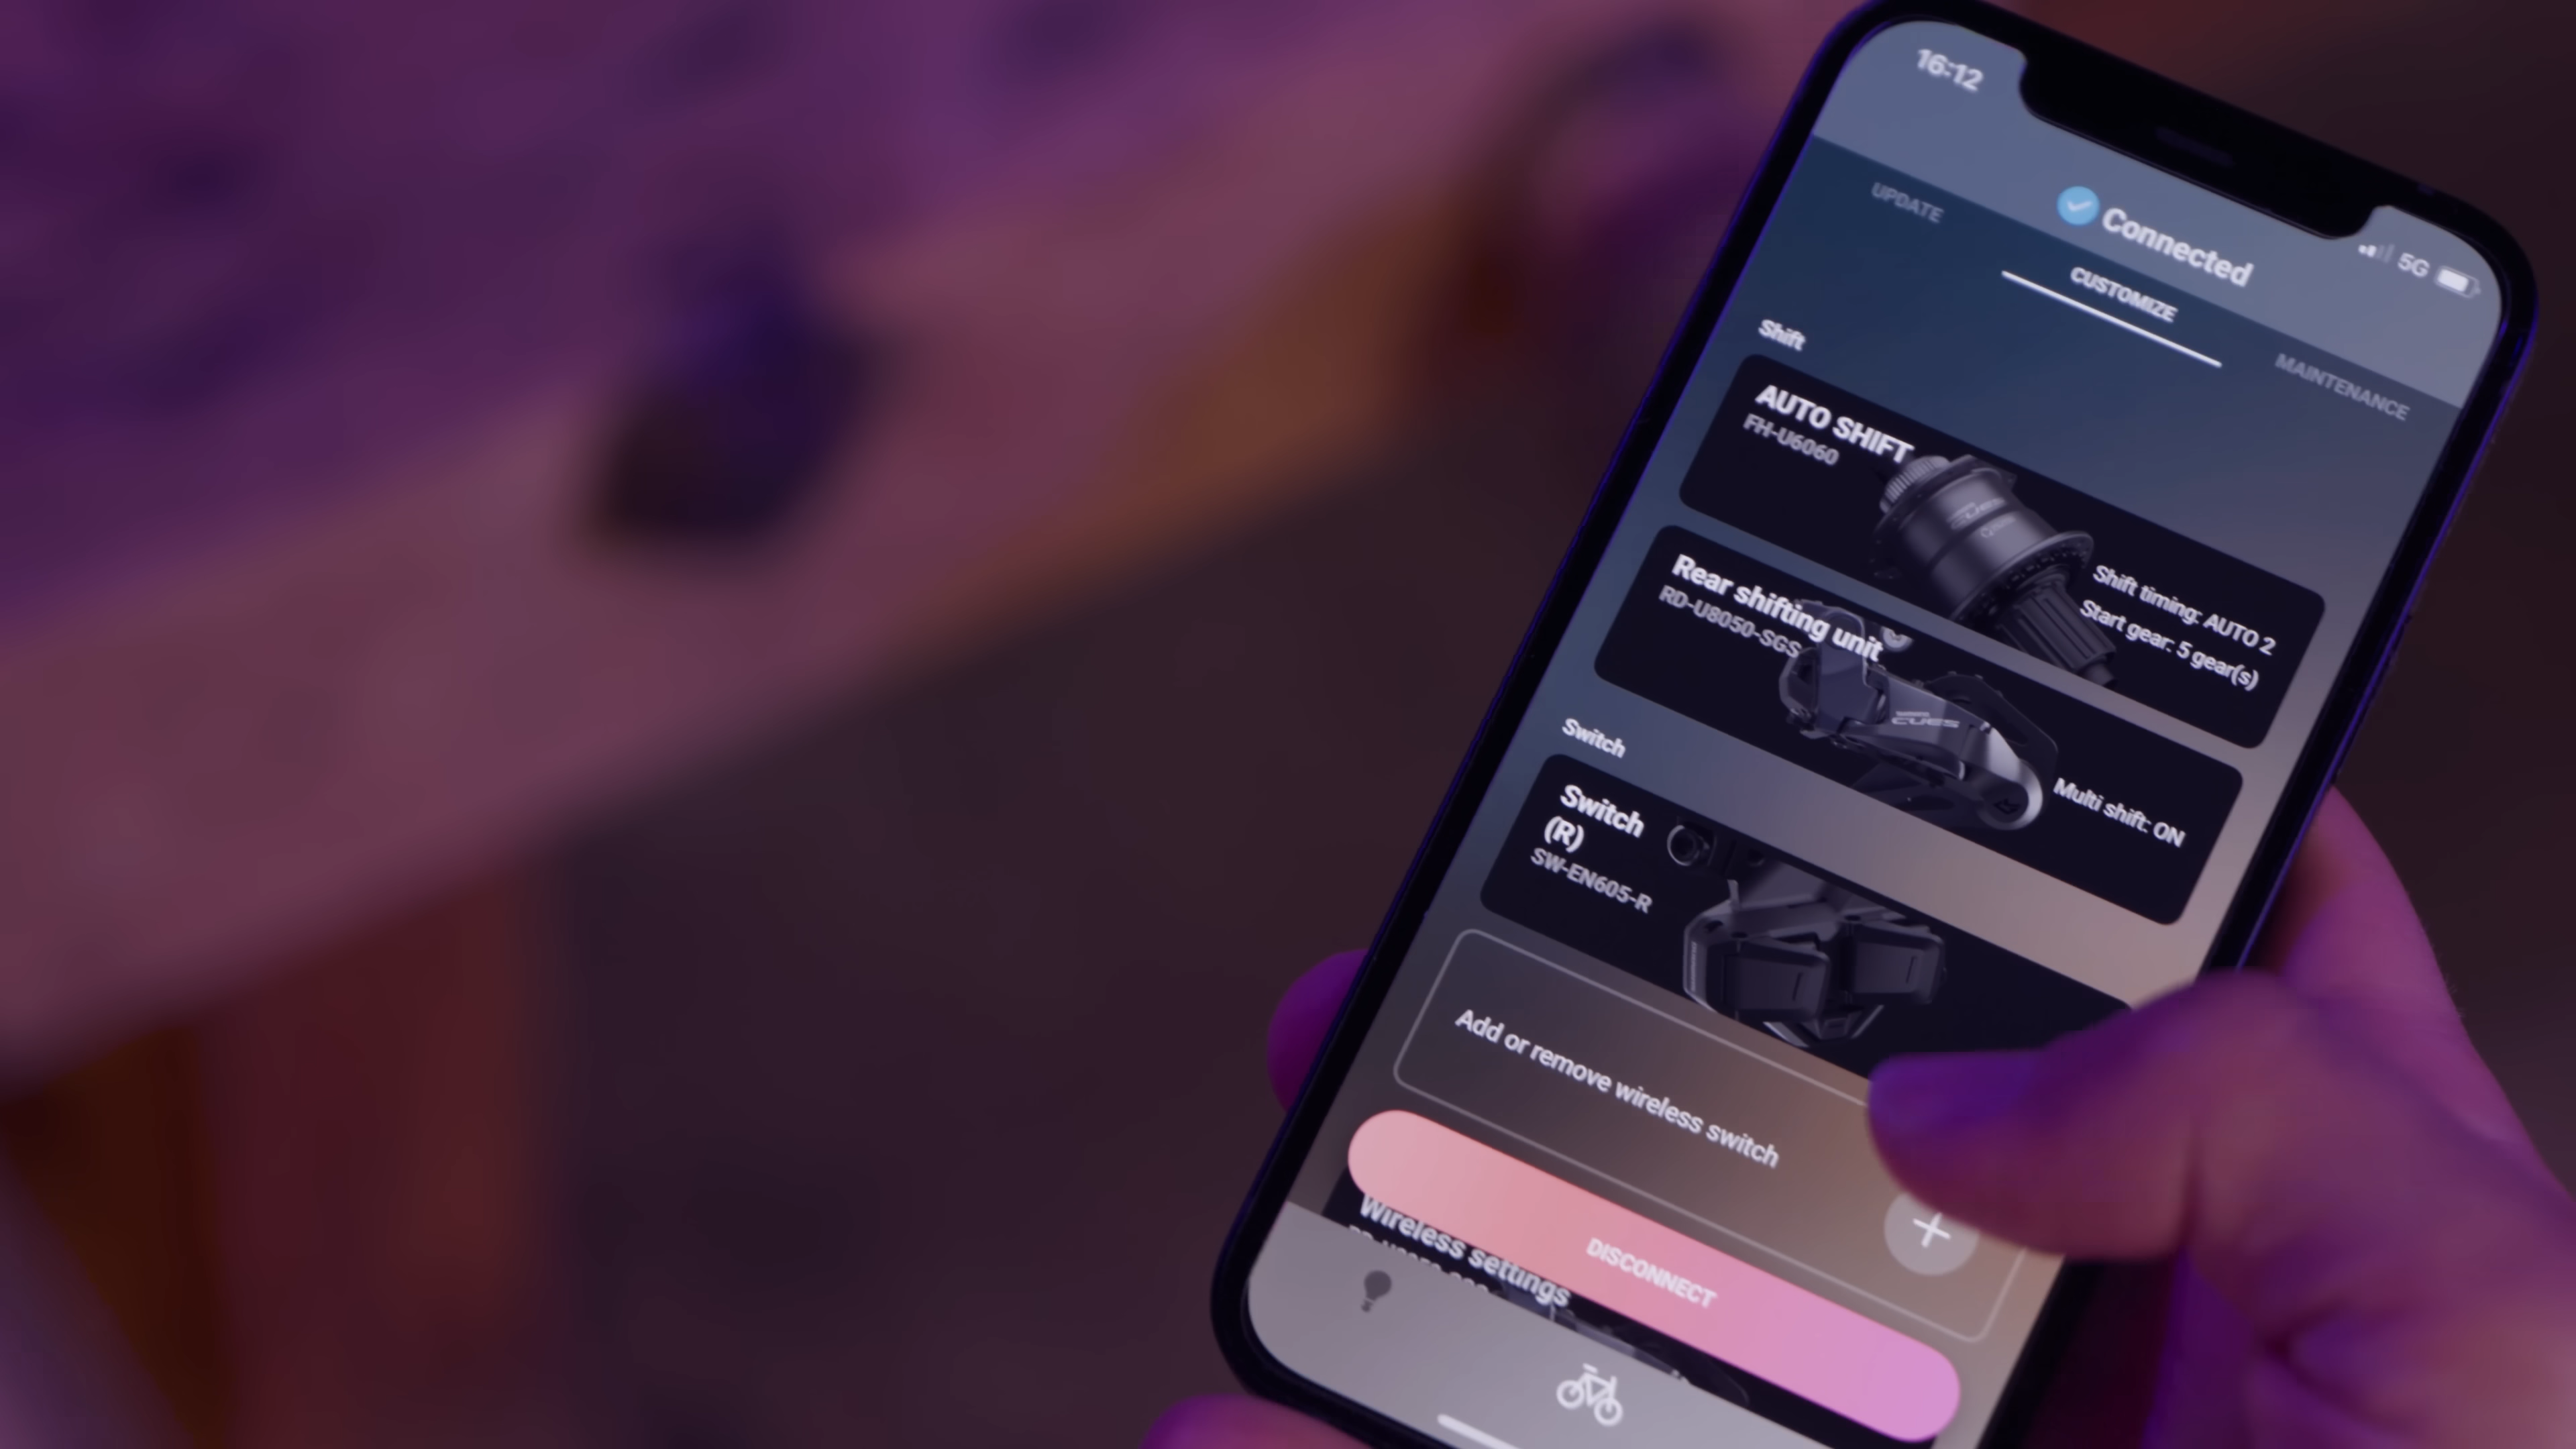 16:12
5G
Connected
UPDATE
CUSTOMIZE
MAINTENANCE
Shift
AUTO SHIFT
FH-U6060
CUES
Shift timing: AUTO 2
Start gear: 5 gear(s)
Rear shifting unit
RD-U8050-SGS
CUES
Multi shift: ON
Switch
Switch
(R)
SW-EN605-R
Add or remove wireless switch
DISCONNECT
Wireless settings